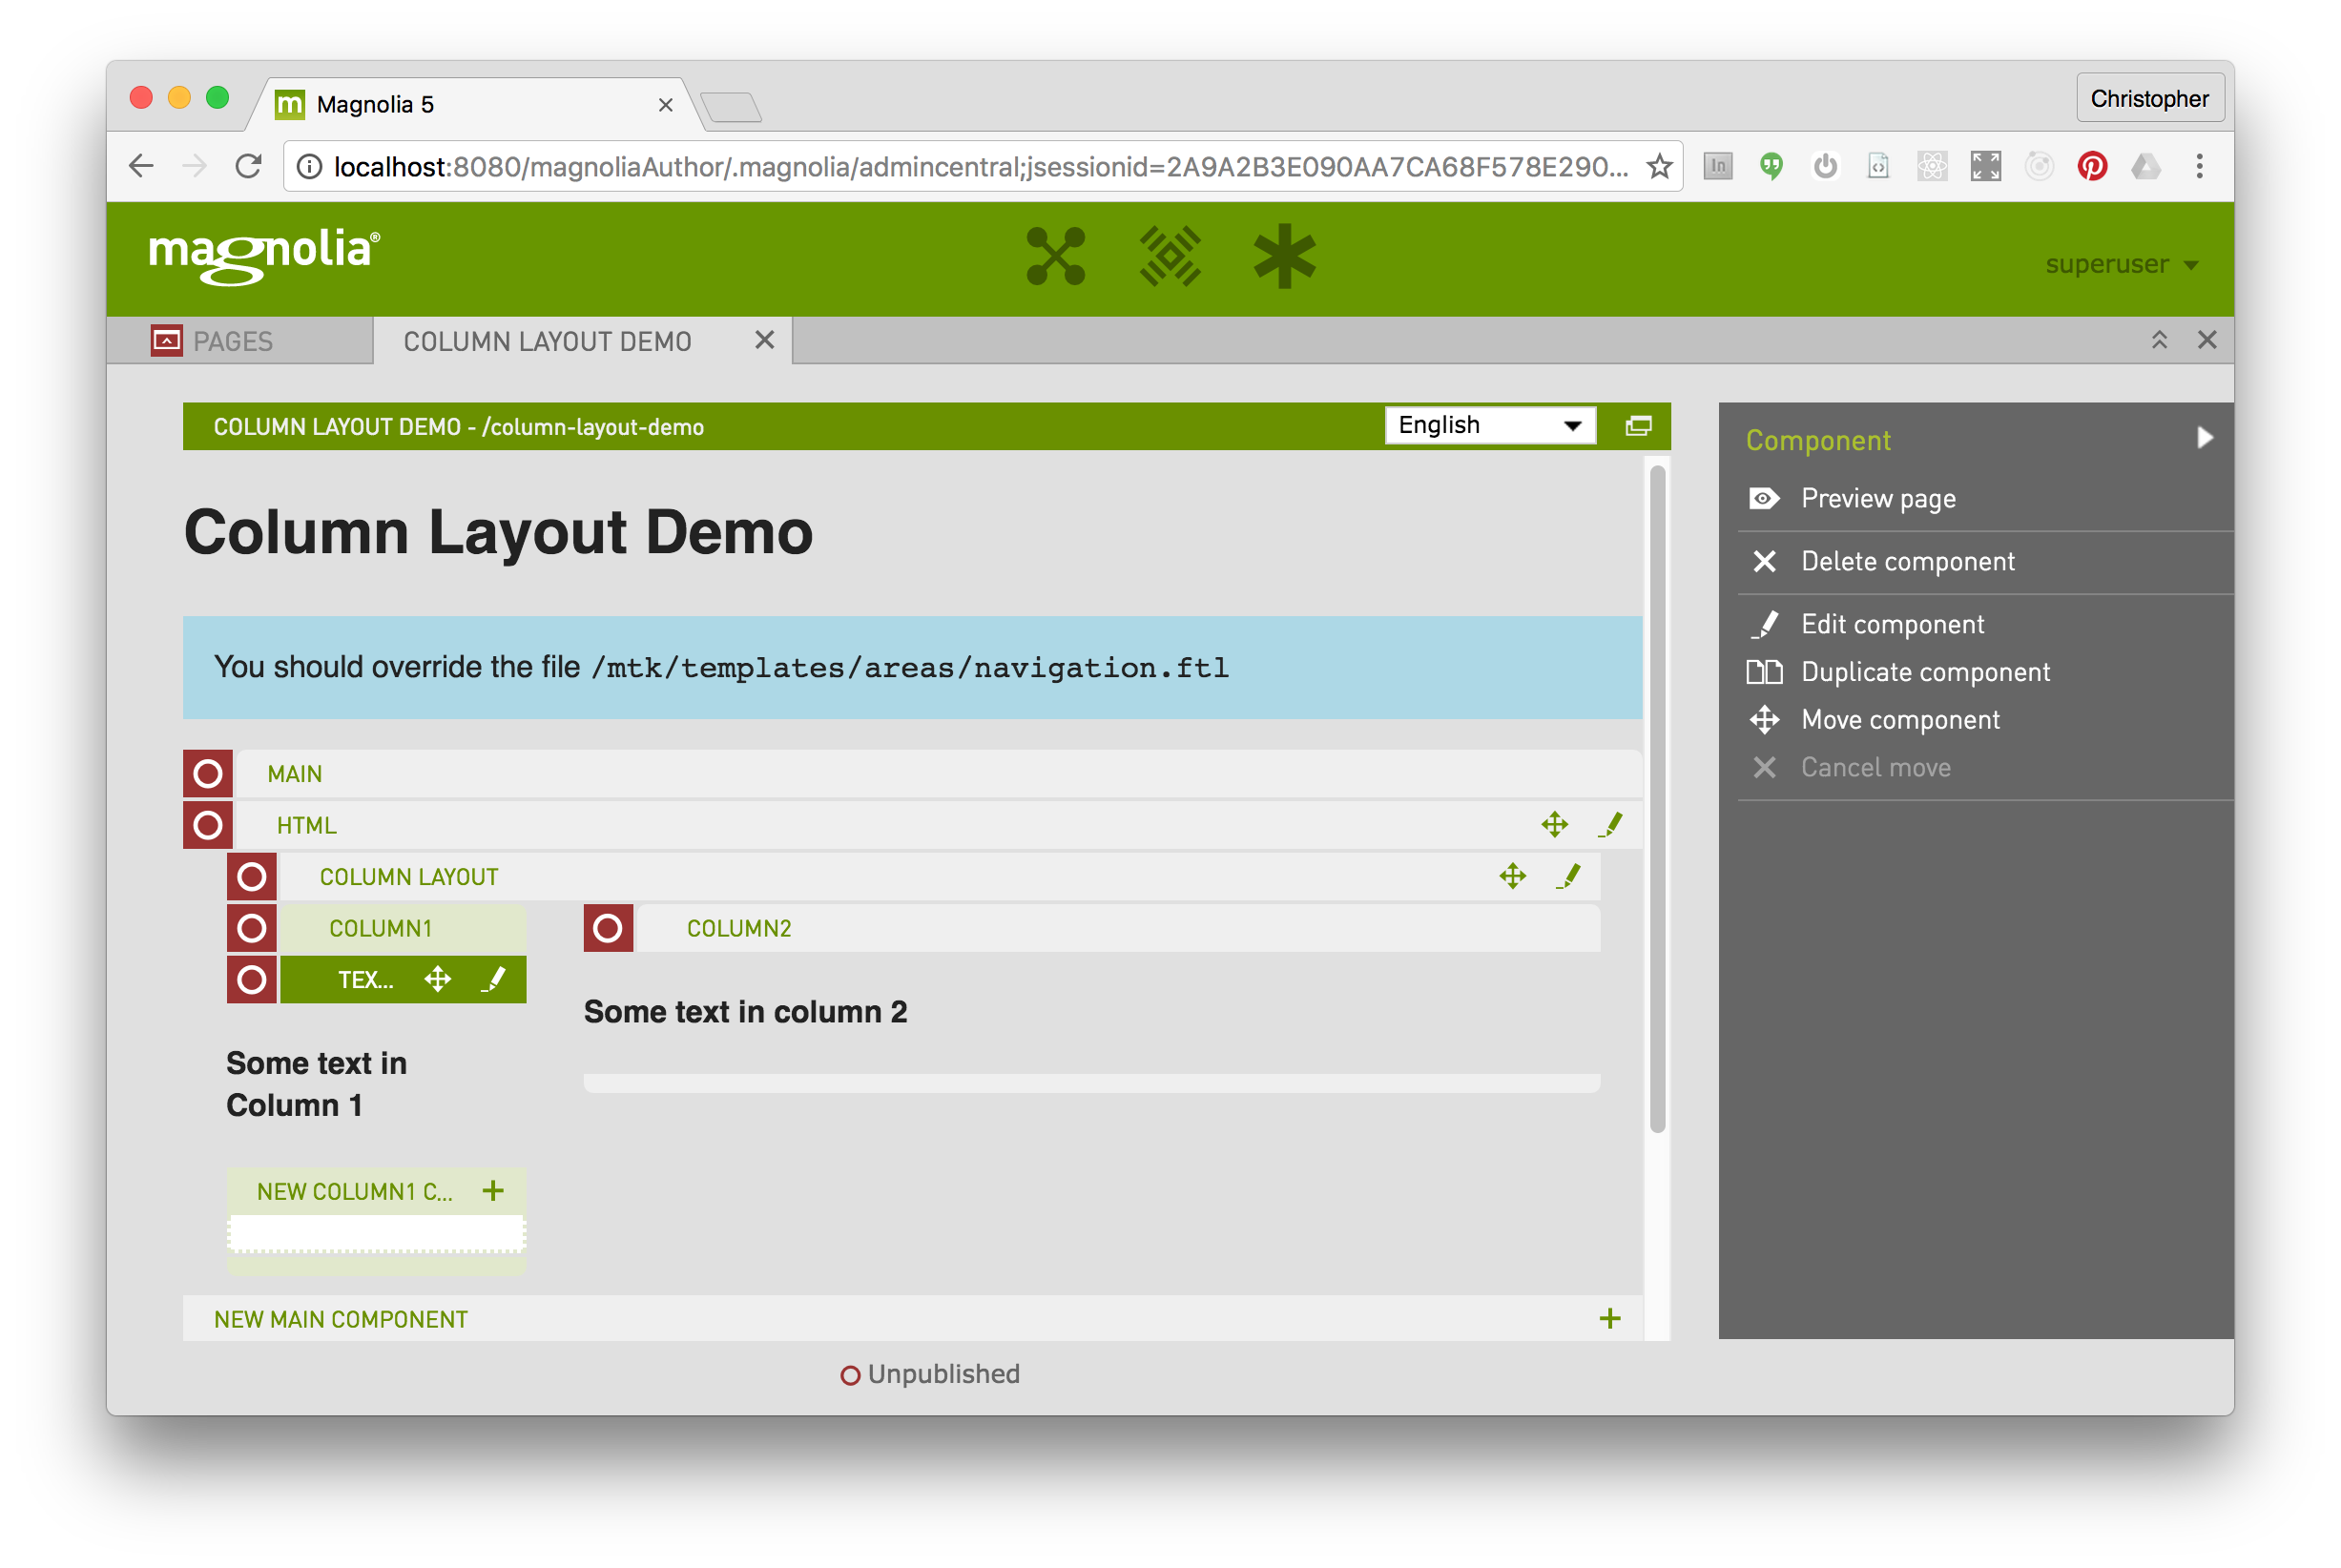 Magnolia 5
Christopher
localhost:8080/magnoliaAuthor/.magnolia/admincentral;jsessionid=2A9A2B3E090AA7CA68F578E290...
In
magnolia®
superuser
PAGES
COLUMN LAYOUT DEMO
COLUMN LAYOUT DEMO - /column-layout-demo
English
Column Layout Demo
You should override the file /mtk/templates/areas/navigation.ftl
MAIN
HTML
COLUMN LAYOUT
COLUMN1
COLUMN2
TEX...
Some text in column 2
Some text in
Column 1
NEW COLUMN1 C...
NEW MAIN COMPONENT
Unpublished
Component
Preview page
Delete component
Edit component
Duplicate component
Move component
Cancel move